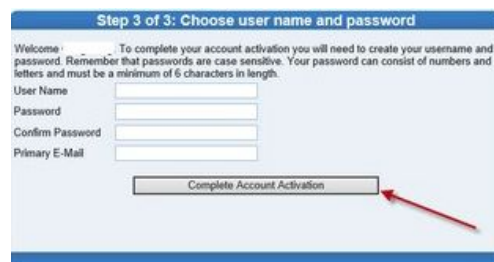 Step 3 of 3: Choose user name and password
Welcome . To complete your account activation you will need to create your username and
password. Remember that passwords are case sensitive. Your password can consist of numbers and
letters and must be a minimum of 6 characters in length.
User Name
Password
Confirm Password
Primary E-Mail
Complete Account Activation